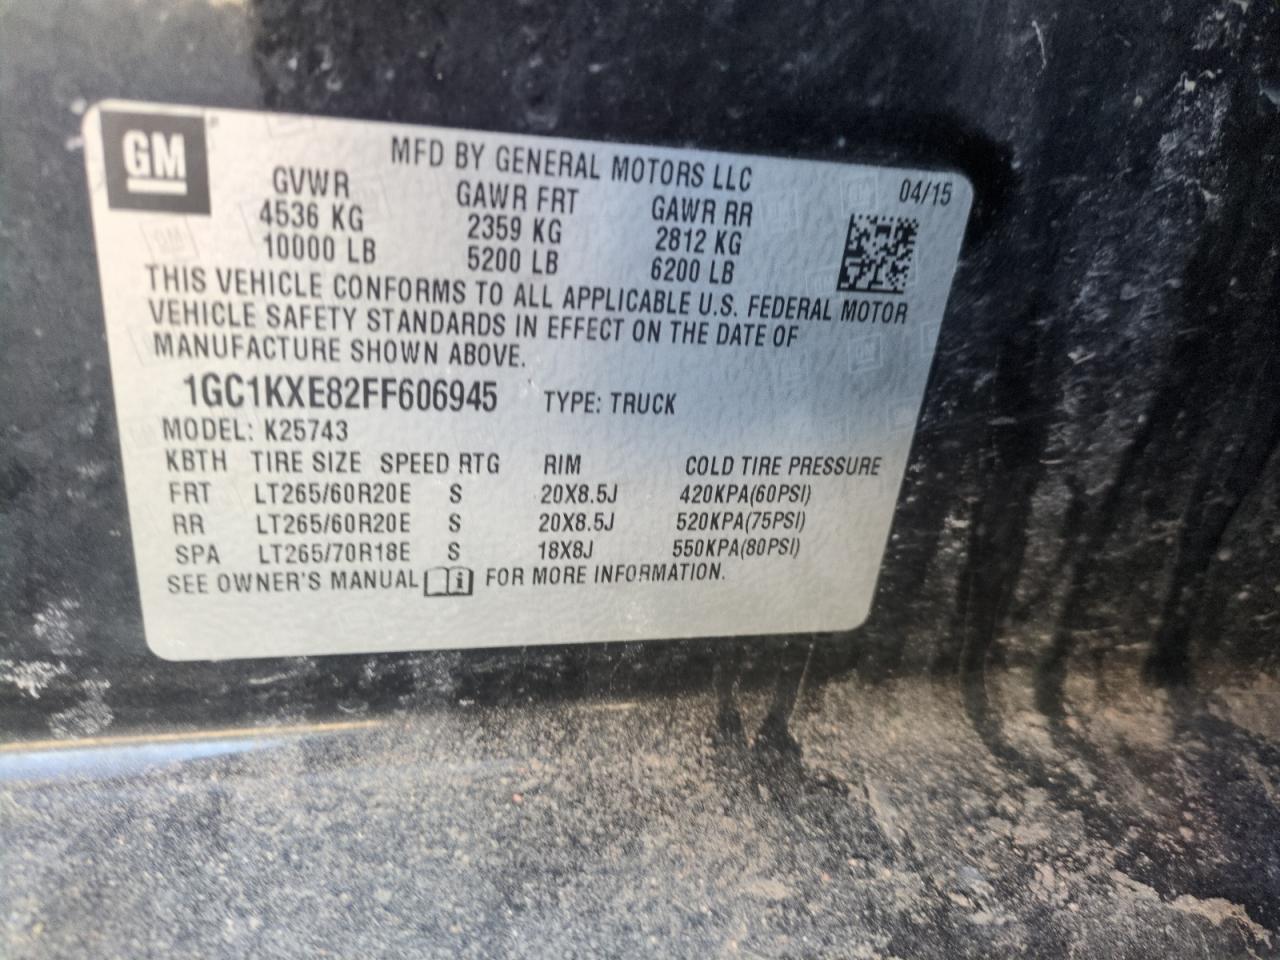 GM
MFD BY GENERAL MOTORS LLC
04/15
GVWR GAWR FRT GAWR RR
4536 KG 2359 KG 2812 KG
10000 LB 5200 LB 6200 LB
THIS VEHICLE CONFORMS TO ALL APPLICABLE U.S. FEDERAL MOTOR
VEHICLE SAFETY STANDARDS IN EFFECT ON THE DATE OF
MANUFACTURE SHOWN ABOVE.
1GC1KXE82FF606945 TYPE: TRUCK
MODEL: K25743
KBTH TIRE SIZE SPEED RTG RIM COLD TIRE PRESSURE
FRT LT265/60R20E S 20X8.5J 420KPA(60PSI)
RR LT265/60R20E S 20X8.5J 520KPA(75PSI)
SPA LT265/70R18E S 18X8J 550KPA(80PSI)
SEE OWNER'S MANUAL FOR MORE INFORMATION.